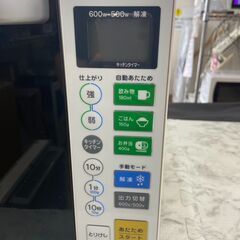 600w・500w・解凍
キッチンタイマー
仕上がり
自動あたため
強
飲み物
180ml
弱
ごはん
150g
キッチン
タイマー
お弁当
400g
手動モード
10分
解凍
1分
出力切替
600w・500w
10秒
とりけし
あたため
スタート